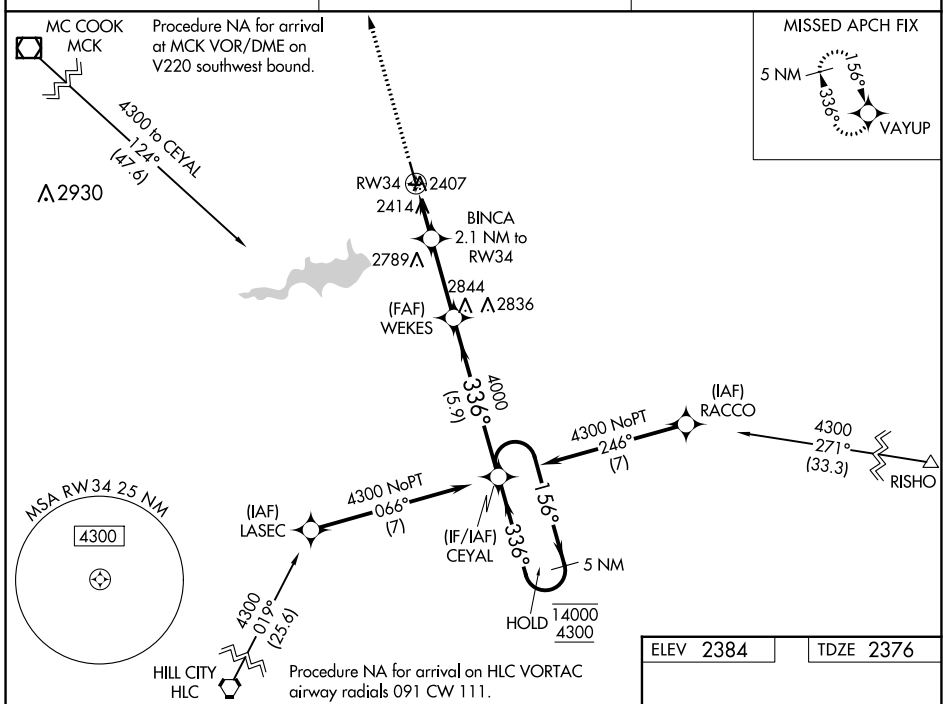 MC COOK
MCK
Procedure NA for arrival
at MCK VOR/DME on
V220 southwest bound.
MISSED APCH FIX
5 NM
156°
336°
VAYUP
4300 to CEYAL
124°
(47.6)
2930
RW34
2407
2414
BINCA
2.1 NM to
RW34
2789
2844
2836
(FAF)
WEKES
4000
336°
(5.9)
(IAF)
RACCO
4300 NoPT
246°
(7)
4300
271°
(33.3)
RISHO
MSA RW34 25 NM
4300
(IAF)
LASEC
4300 NoPT
066°
(7)
(IF/IAF)
CEYAL
156°
336°
5 NM
HOLD
14000
4300
4300
019°
(25.6)
HILL CITY
HLC
Procedure NA for arrival on HLC VORTAC
airway radials 091 CW 111.
ELEV 2384
TDZE 2376